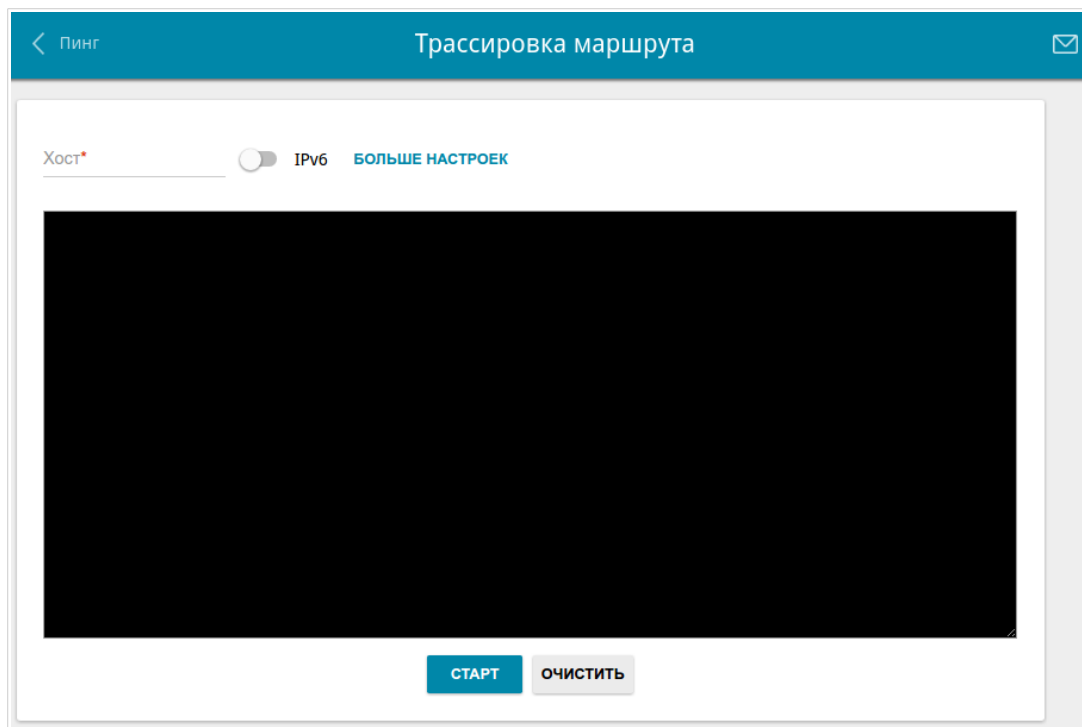 Пинг
Трассировка маршрута
Хост*
IPv6
БОЛЬШЕ НАСТРОЕК
СТАРТ
ОЧИСТИТЬ